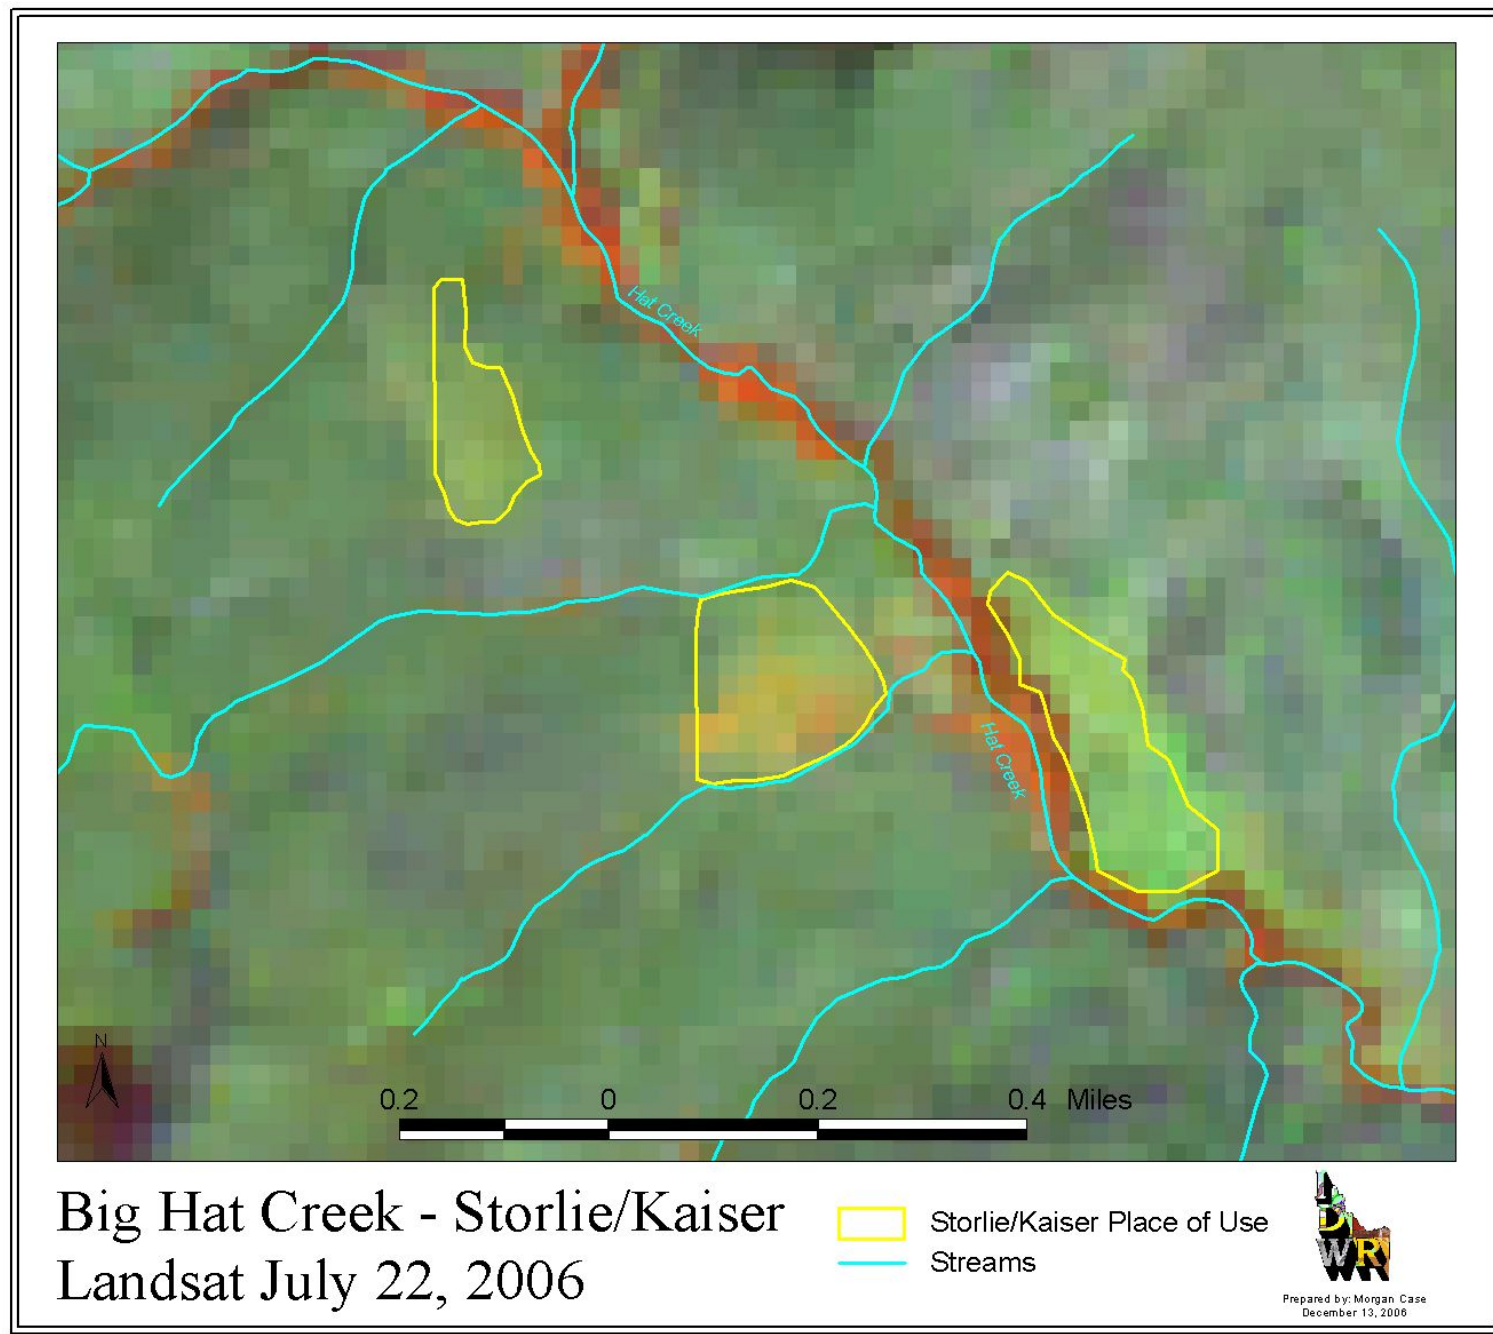 Hat Creek
Hat Creek
N
0.2 0 0.2 0.4 Miles
Big Hat Creek - Storlie/Kaiser
Landsat July 22, 2006
Storlie/Kaiser Place of Use
Streams
IDWR
Prepared by: Morgan Case
December 13, 2006